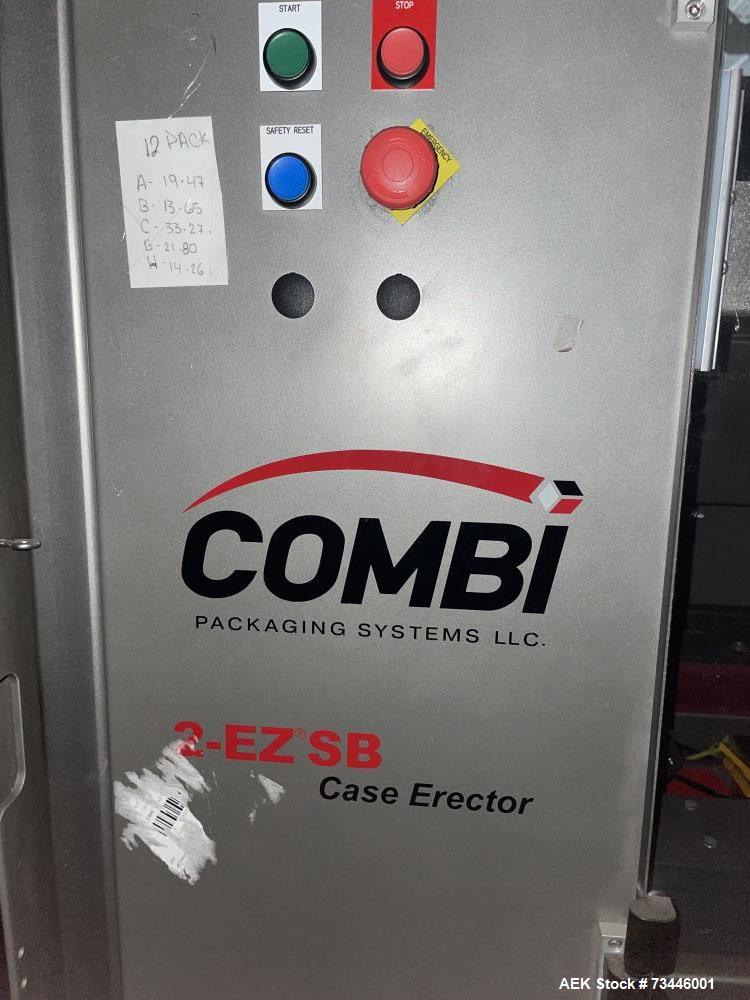 START
STOP
12 PACK
SAFETY RESET
EMERGENCY
A- 19.47
B- 13.65
C- 33.27
G- 21.80
H- 14.26
COMBI
PACKAGING SYSTEMS LLC.
2-EZ® SB
Case Erector
AEK Stock # 73446001